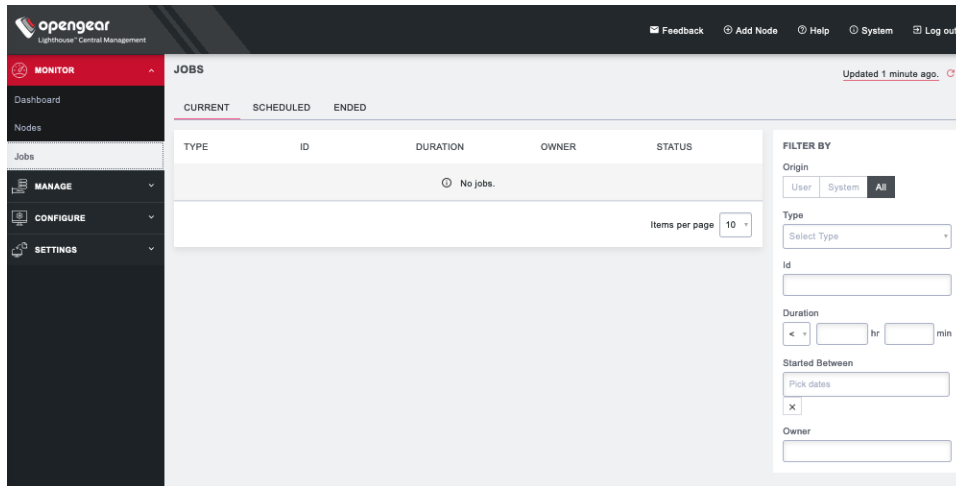 opengear
Lighthouse™ Central Management
Feedback
Add Node
Help
System
Log out
MONITOR
Dashboard
Nodes
Jobs
MANAGE
CONFIGURE
SETTINGS
JOBS
Updated 1 minute ago.
CURRENT SCHEDULED ENDED
TYPE ID DURATION OWNER STATUS
No jobs.
Items per page 10
FILTER BY
Origin
User System All
Type
Select Type
Id
Duration
< hr min
Started Between
Pick dates
Owner